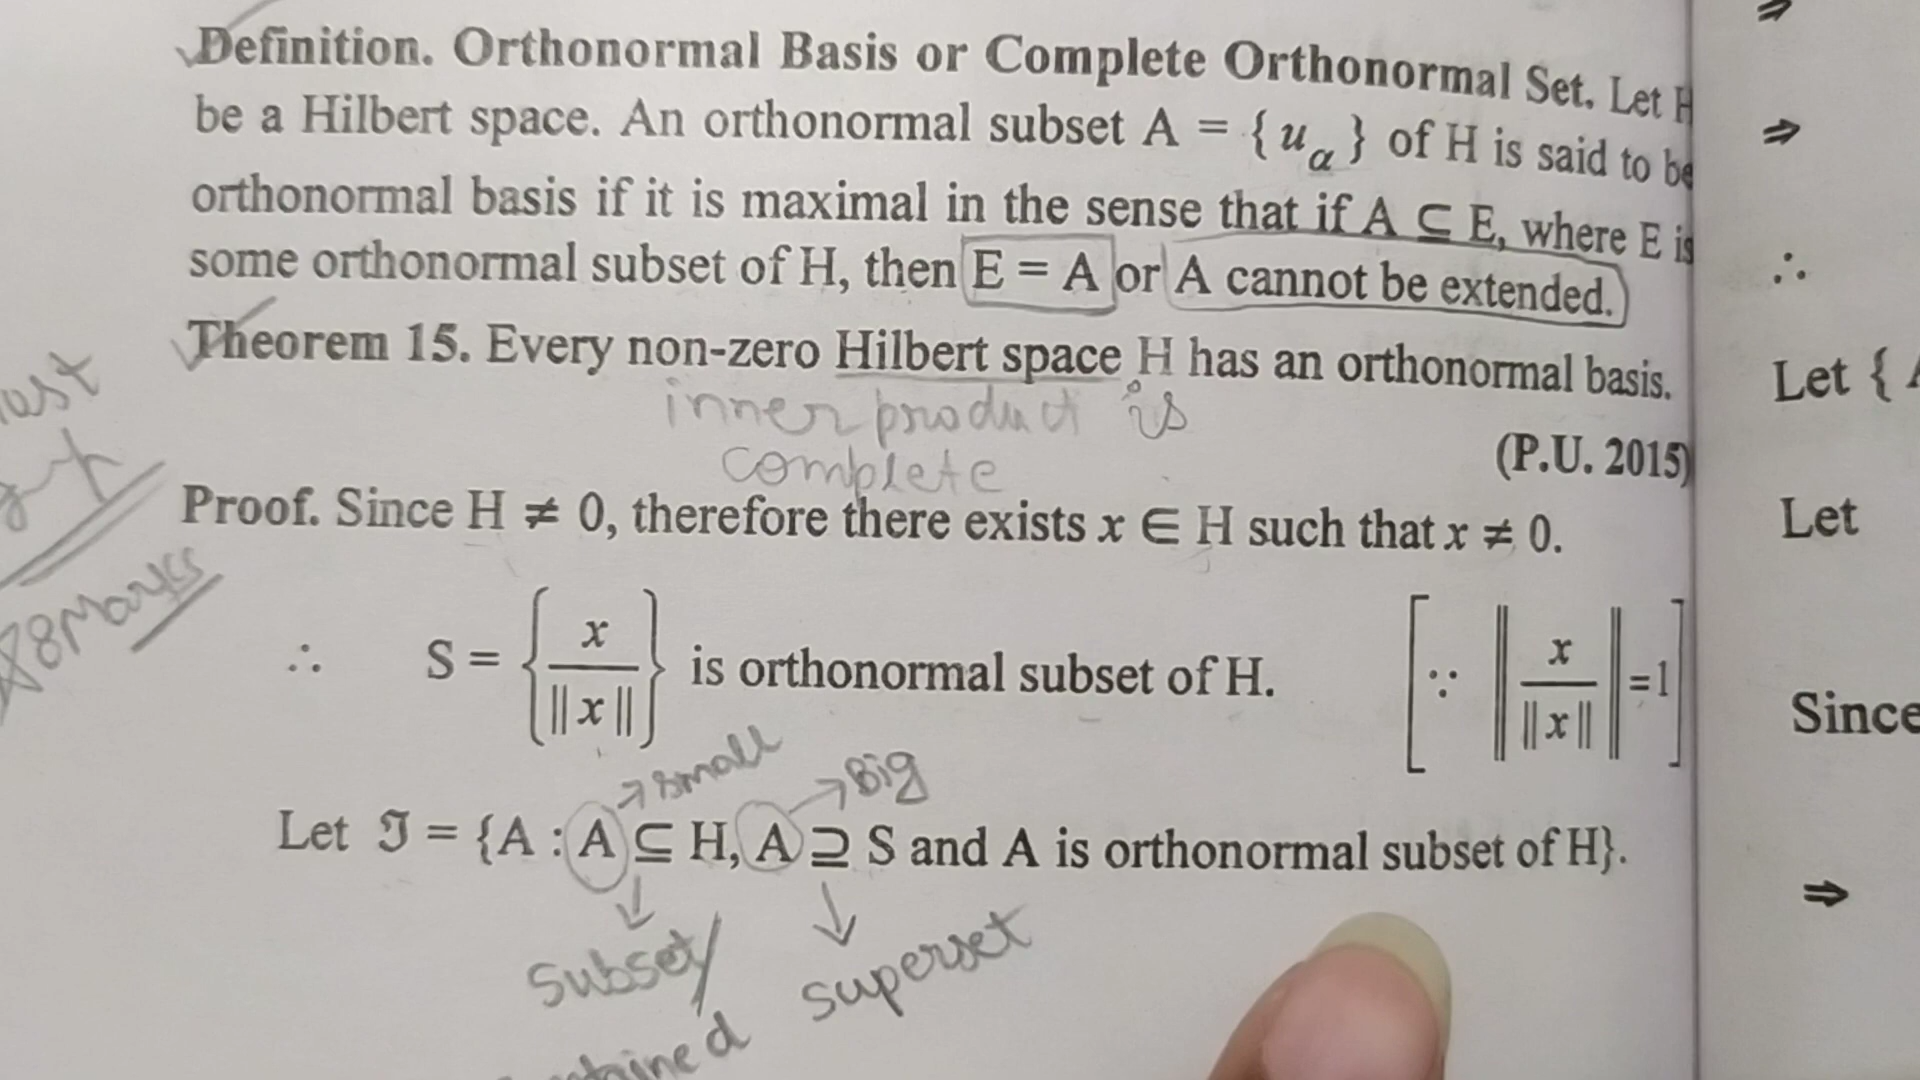 Definition. Orthonormal Basis or Complete Orthonormal Set. Let H
be a Hilbert space. An orthonormal subset A = {u_α} of H is said to be
orthonormal basis if it is maximal in the sense that if A ⊆ E, where E is
some orthonormal subset of H, then E = A or A cannot be extended.
Theorem 15. Every non-zero Hilbert space H has an orthonormal basis.
inner product is
complete
(P.U. 2015)
Proof. Since H ≠ 0, therefore there exists x ∈ H such that x ≠ 0.
8 Marks
∴ S = { x / ||x|| } is orthonormal subset of H. [ ∵ || x / ||x|| || = 1 ]
→ small → Big
Let ℑ = {A : A ⊆ H, A ⊇ S and A is orthonormal subset of H}.
subset/ superset
⇒
⇒
∴
Let {
Let
Since
⇒